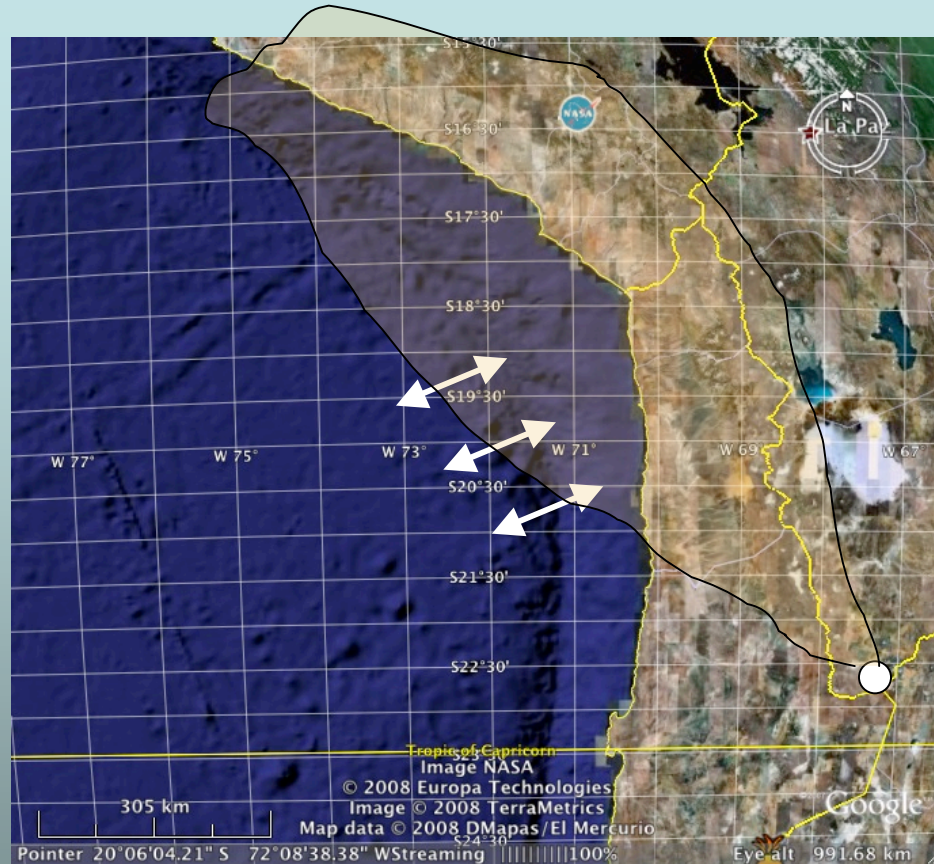 S15°30'
S16°30'
NASA
N
La Pa
S17°30'
S18°30'
S19°30'
W 77°
W 75°
W 73°
W 71°
W 69°
W 67°
S20°30'
S21°30'
S22°30'
Tropic of Capricorn
Image NASA
© 2008 Europa Technologies
305 km
Image © 2008 TerraMetrics
Google
Map data © 2008 DMapas/El Mercurio
S24°30'
Pointer 20°06'04.21" S 72°08'38.38" W Streaming ||||||||| 100% Eye alt 991.68 km